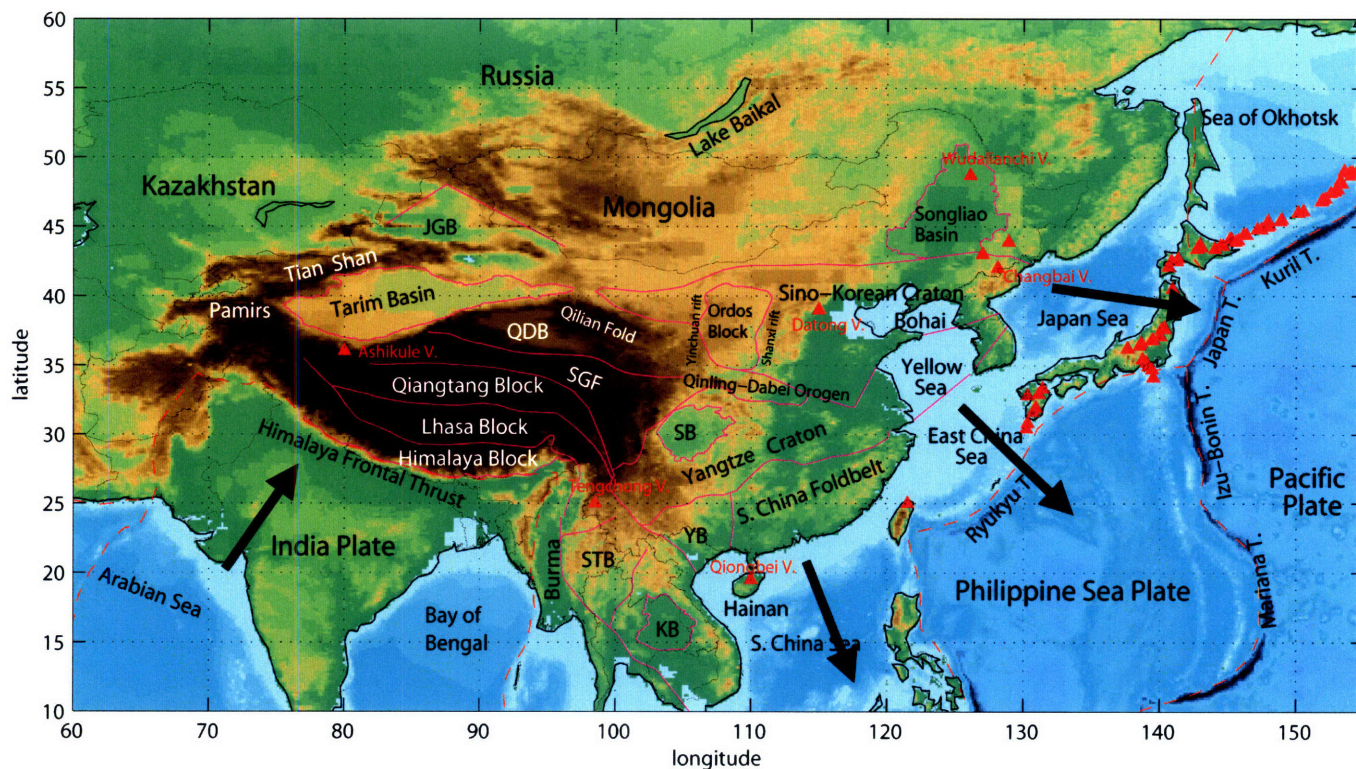 60
55
50
45
40
35
30
25
20
15
10
latitude
60
70
80
90
100
110
120
130
140
150
longitude
Russia
Lake Baikal
Sea of Okhotsk
Kazakhstan
Mongolia
Wudalianchi V.
Songliao
Basin
JGB
Tian Shan
Changbai V.
Kuril T.
Tarim Basin
Pamirs
Sino-Korean Craton
Ordos
Block
Yinchuan rift
Shanxi rift
Datong V.
Bohai
Japan Sea
Japan T.
QDB
Qilian Fold
Ashikule V.
Yellow
Sea
Qiangtang Block
SGF
Qinling-Dabei Orogen
Lhasa Block
SB
Yangtze Craton
East China
Sea
Himalaya Block
Himalaya Frontal Thrust
Izu-Bonin T.
Pacific
Plate
Tengchung V.
S. China Foldbelt
Ryukyu T.
India Plate
YB
STB
Burma
Qiongbei V.
Hainan
Arabian Sea
Bay of
Bengal
KB
S. China Sea
Philippine Sea Plate
Mariana T.